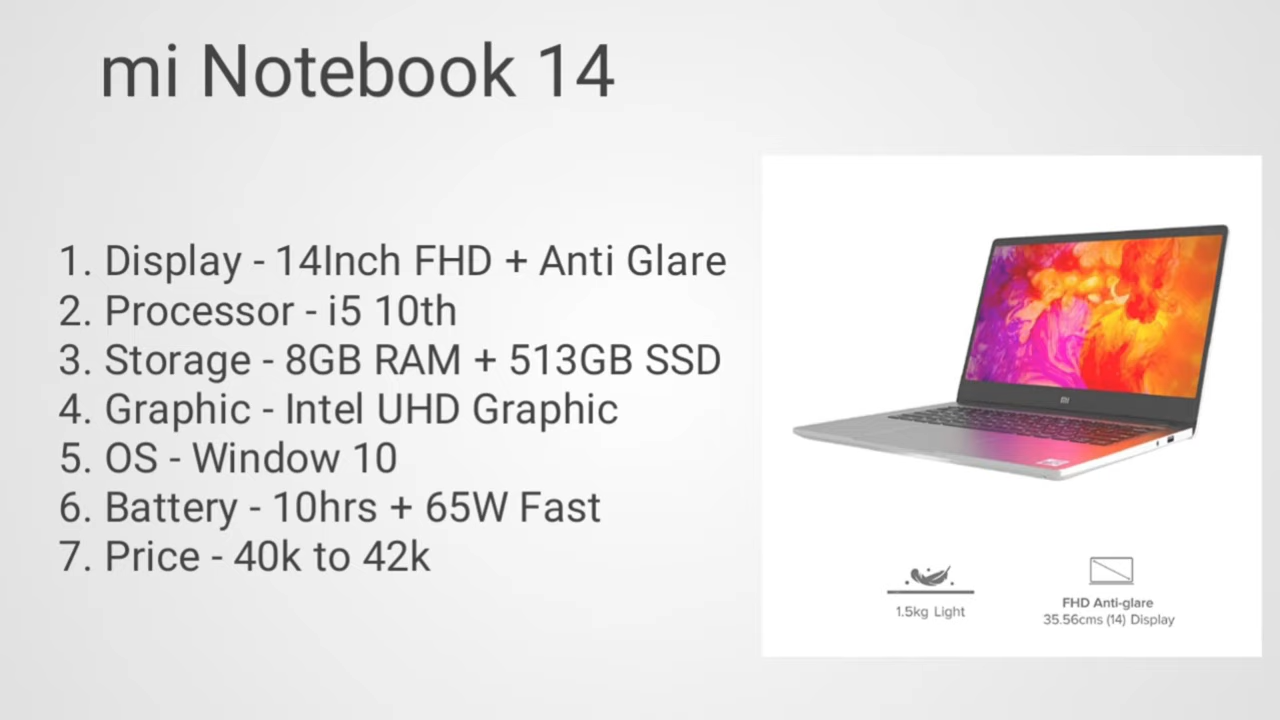 mi Notebook 14
1. Display - 14Inch FHD + Anti Glare
2. Processor - i5 10th
3. Storage - 8GB RAM + 513GB SSD
4. Graphic - Intel UHD Graphic
5. OS - Window 10
6. Battery - 10hrs + 65W Fast
7. Price - 40k to 42k
MI
1.5kg Light
FHD Anti-glare
35.56cms (14) Display